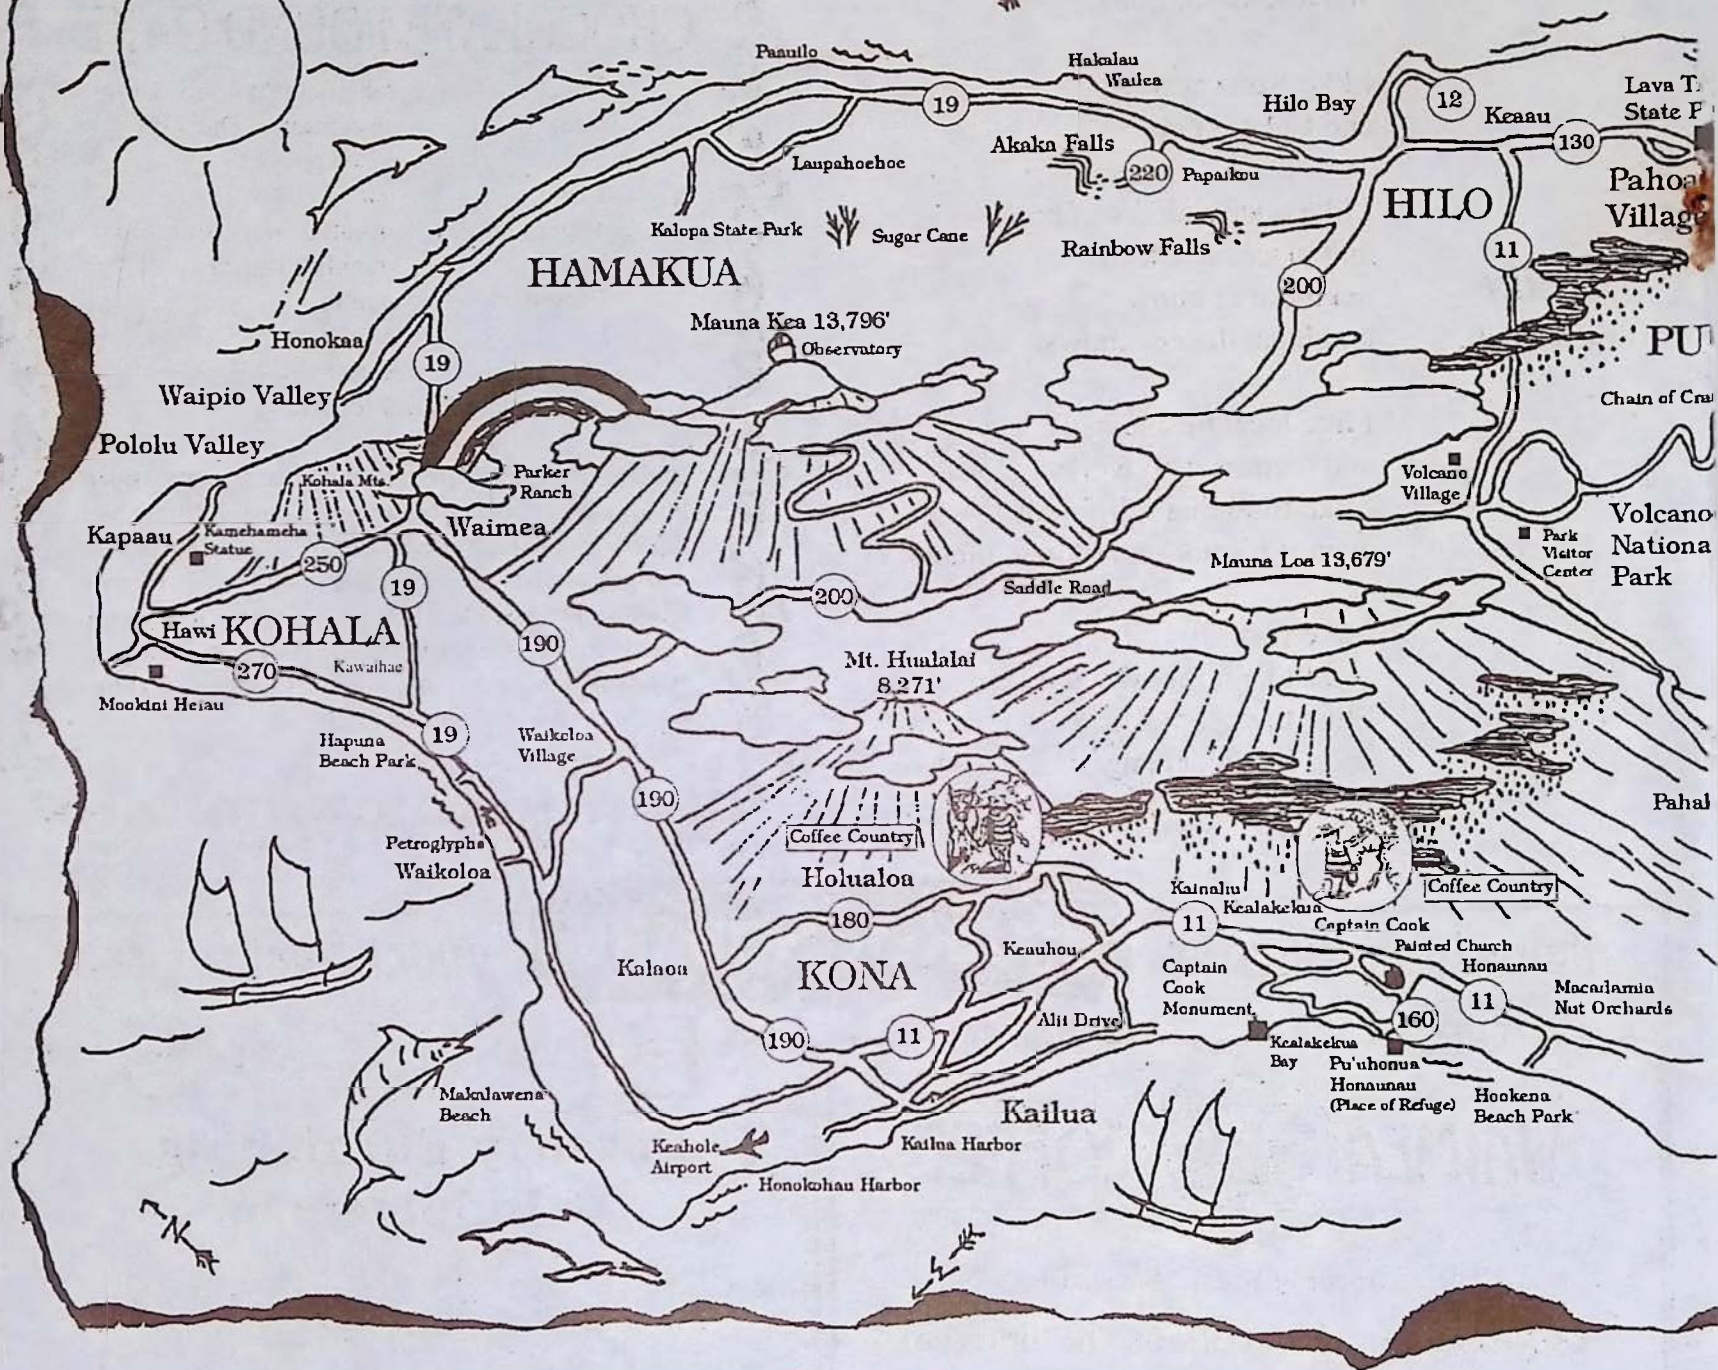 Paauilo
Hakalau
Wailea
19
Hilo Bay
12
Keaau
Lava T
State P
130
Akaka Falls
220
Papaikou
Laupahoehoe
Pahoa
Village
HILO
Kalopa State Park
Sugar Cane
Rainbow Falls
11
HAMAKUA
200
Mauna Kea 13,796'
Observatory
Honokaa
PU
19
Waipio Valley
Chain of Cra
Pololu Valley
Kohala Mts.
Parker
Ranch
Volcano
Village
Waimea
Kapaau
Kamehameha
Statue
250
Volcano
Nationa
Park
Park
Visitor
Center
Mauna Loa 13,679'
19
200
Saddle Road
Hawi
KOHALA
190
270
Kawaihae
Mt. Hualalai
8,271'
Mookini Heiau
19
Hapuna
Beach Park
Waikoloa
Village
190
Pahal
Petroglyphs
Waikoloa
Coffee Country
Holualoa
Kainaliu
Kealakekua
Coffee Country
180
11
Captain Cook
Painted Church
Honaunau
Keauhou
Kalaoa
KONA
Captain
Cook
Monument
Macadamia
Nut Orchards
11
160
Alii Drive
190
11
Kealakekua
Bay
Pu'uhonua
Honaunau
(Place of Refuge)
Hookena
Beach Park
Makalawena
Beach
Kailua
Keahole
Airport
Kailua Harbor
Honokohau Harbor
N
W